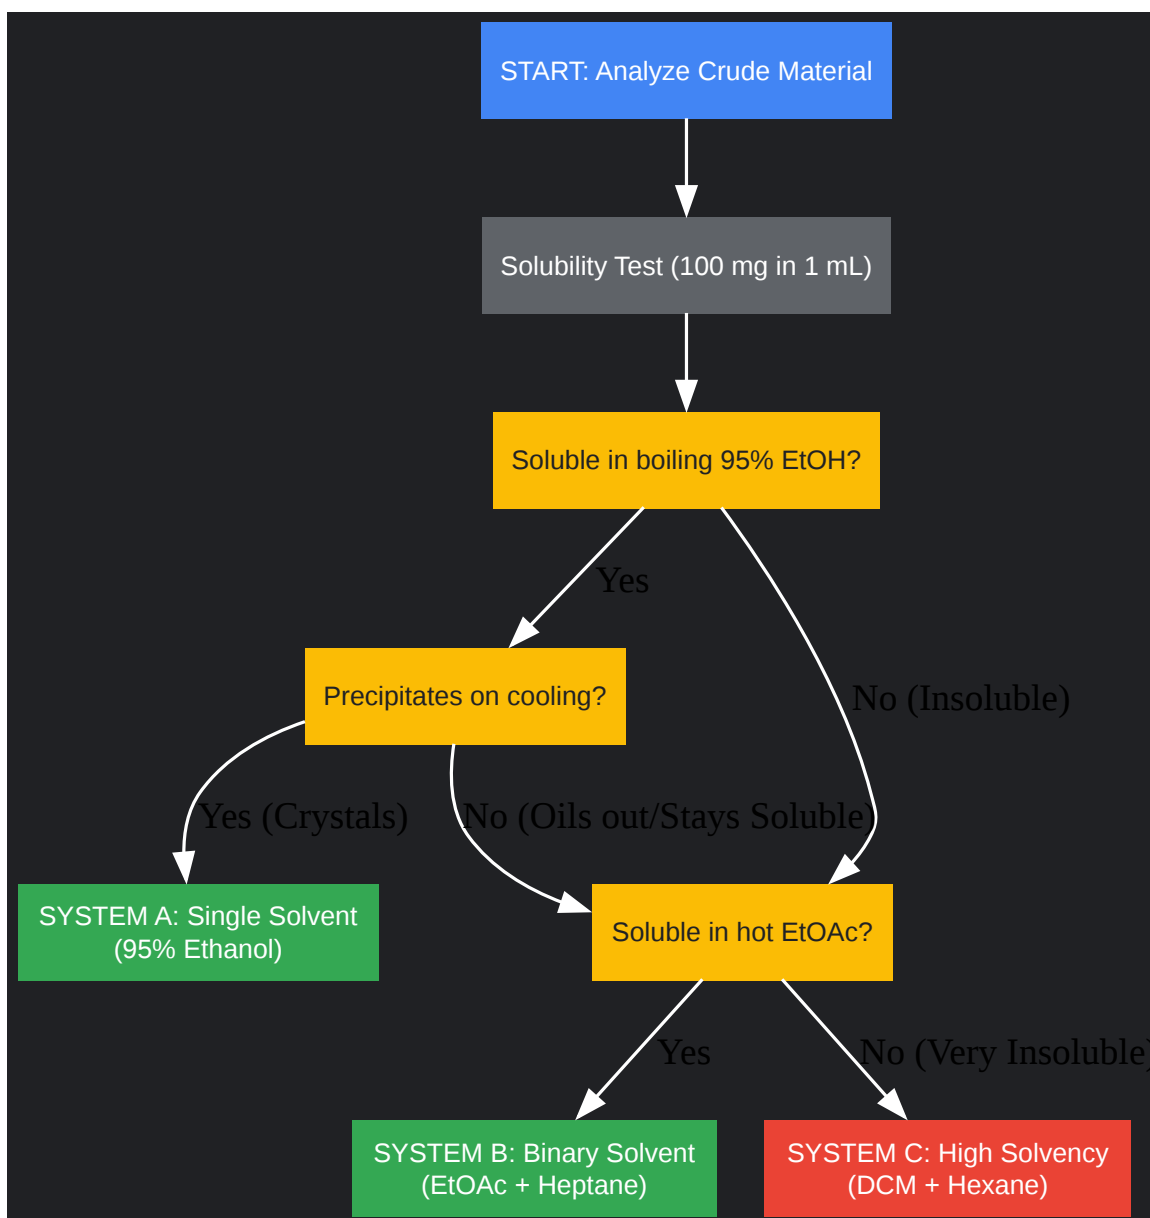 START: Analyze Crude Material
Solubility Test (100 mg in 1 mL)
Soluble in boiling 95% EtOH?
Yes
Precipitates on cooling?
No (Insoluble)
Yes (Crystals)
No (Oils out/Stays Soluble)
SYSTEM A: Single Solvent
(95% Ethanol)
Soluble in hot EtOAc?
Yes
No (Very Insoluble)
SYSTEM B: Binary Solvent
(EtOAc + Heptane)
SYSTEM C: High Solvency
(DCM + Hexane)